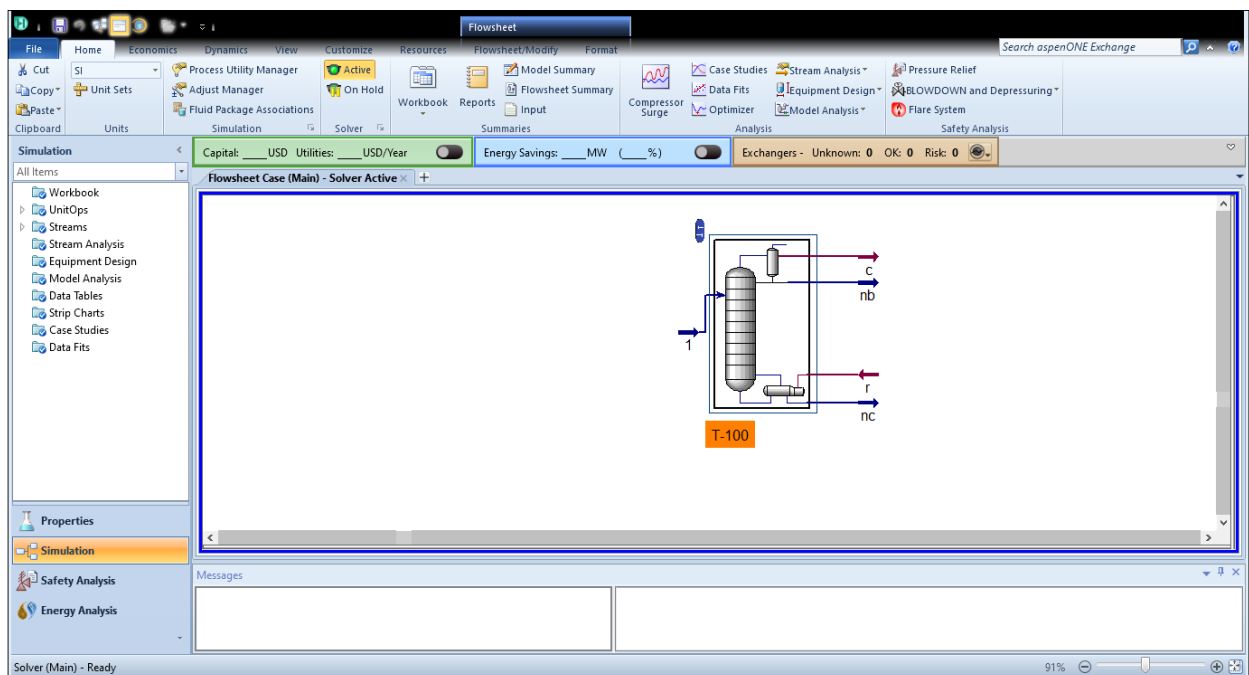 Flowsheet
File Home Economics Dynamics View Customize Resources Flowsheet/Modify Format Search aspenONE Exchange
Cut
Copy
Paste
Clipboard
SI
Unit Sets
Units
Process Utility Manager
Adjust Manager
Fluid Package Associations
Simulation
Active
On Hold
Solver
Workbook
Reports
Model Summary
Flowsheet Summary
Input
Summaries
Compressor
Surge
Case Studies
Data Fits
Optimizer
Stream Analysis
Equipment Design
Model Analysis
Analysis
Pressure Relief
BLOWDOWN and Depressuring
Flare System
Safety Analysis
Simulation
All Items
Workbook
UnitOps
Streams
Stream Analysis
Equipment Design
Model Analysis
Data Tables
Strip Charts
Case Studies
Data Fits
Properties
Simulation
Safety Analysis
Energy Analysis
Capital: ____USD Utilities: ____USD/Year
Energy Savings: ____MW (____%)
Exchangers - Unknown: 0 OK: 0 Risk: 0
Flowsheet Case (Main) - Solver Active
c
nb
1
r
nc
T-100
Messages
Solver (Main) - Ready
91%